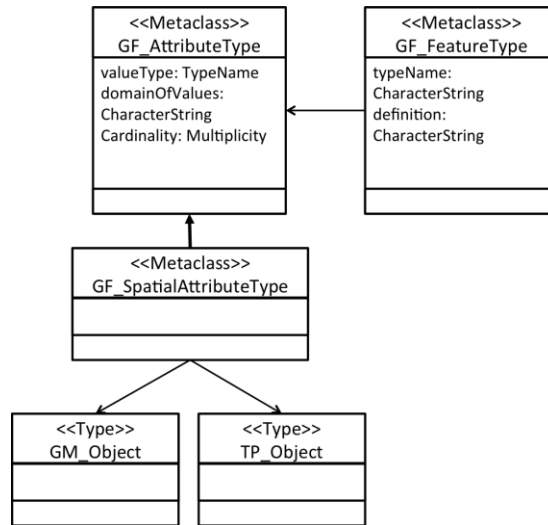 <<Metaclass>>
GF_AttributeType
valueType: TypeName
domainOfValues:
CharacterString
Cardinality: Multiplicity
<<Metaclass>>
GF_FeatureType
typeName:
CharacterString
definition:
CharacterString
<<Metaclass>>
GF_SpatialAttributeType
<<Type>>
GM_Object
<<Type>>
TP_Object